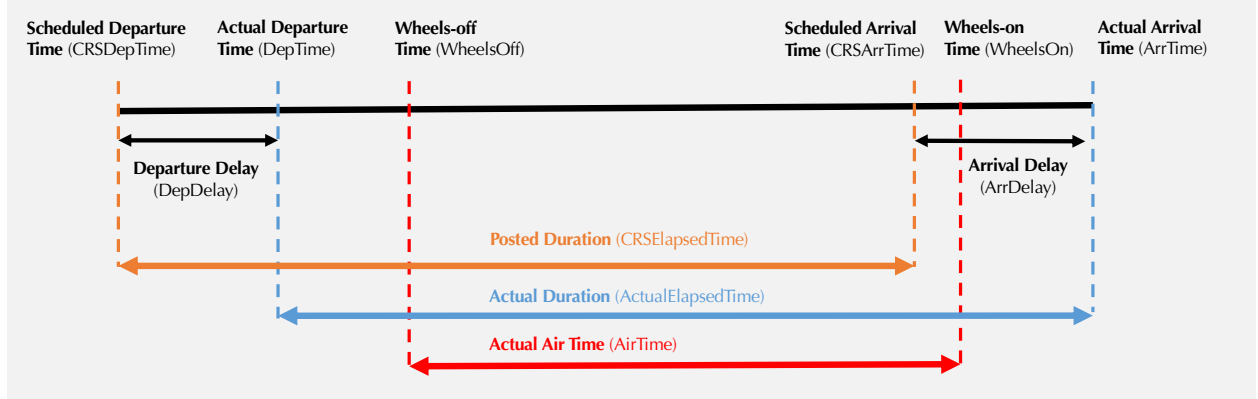 Scheduled Departure
Time (CRSDepTime)
Actual Departure
Time (DepTime)
Wheels-off
Time (WheelsOff)
Scheduled Arrival
Time (CRSArrTime)
Wheels-on
Time (WheelsOn)
Actual Arrival
Time (ArrTime)
Departure Delay
(DepDelay)
Arrival Delay
(ArrDelay)
Posted Duration (CRSElapsedTime)
Actual Duration (ActualElapsedTime)
Actual Air Time (AirTime)